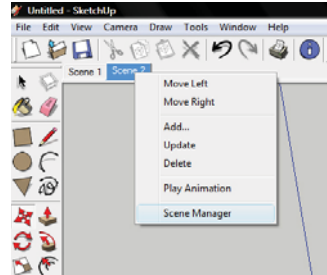 Untitled - SketchUp
File Edit View Camera Draw Tools Window Help
Scene 1 Scene 2
Move Left
Move Right
Add...
Update
Delete
Play Animation
Scene Manager